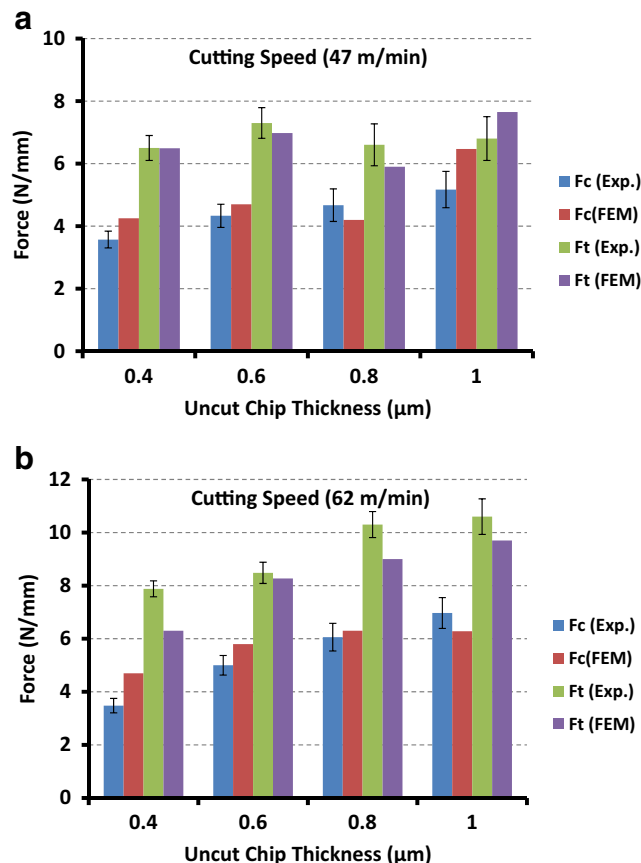 a
Cutting Speed (47 m/min)
10
8
6
4
2
0
Force (N/mm)
0.4 0.6 0.8 1
Uncut Chip Thickness (μm)
Fc (Exp.)
Fc(FEM)
Ft (Exp.)
Ft (FEM)
b
Cutting Speed (62 m/min)
12
10
8
6
4
2
0
Force (N/mm)
0.4 0.6 0.8 1
Uncut Chip Thickness (μm)
Fc (Exp.)
Fc(FEM)
Ft (Exp.)
Ft (FEM)